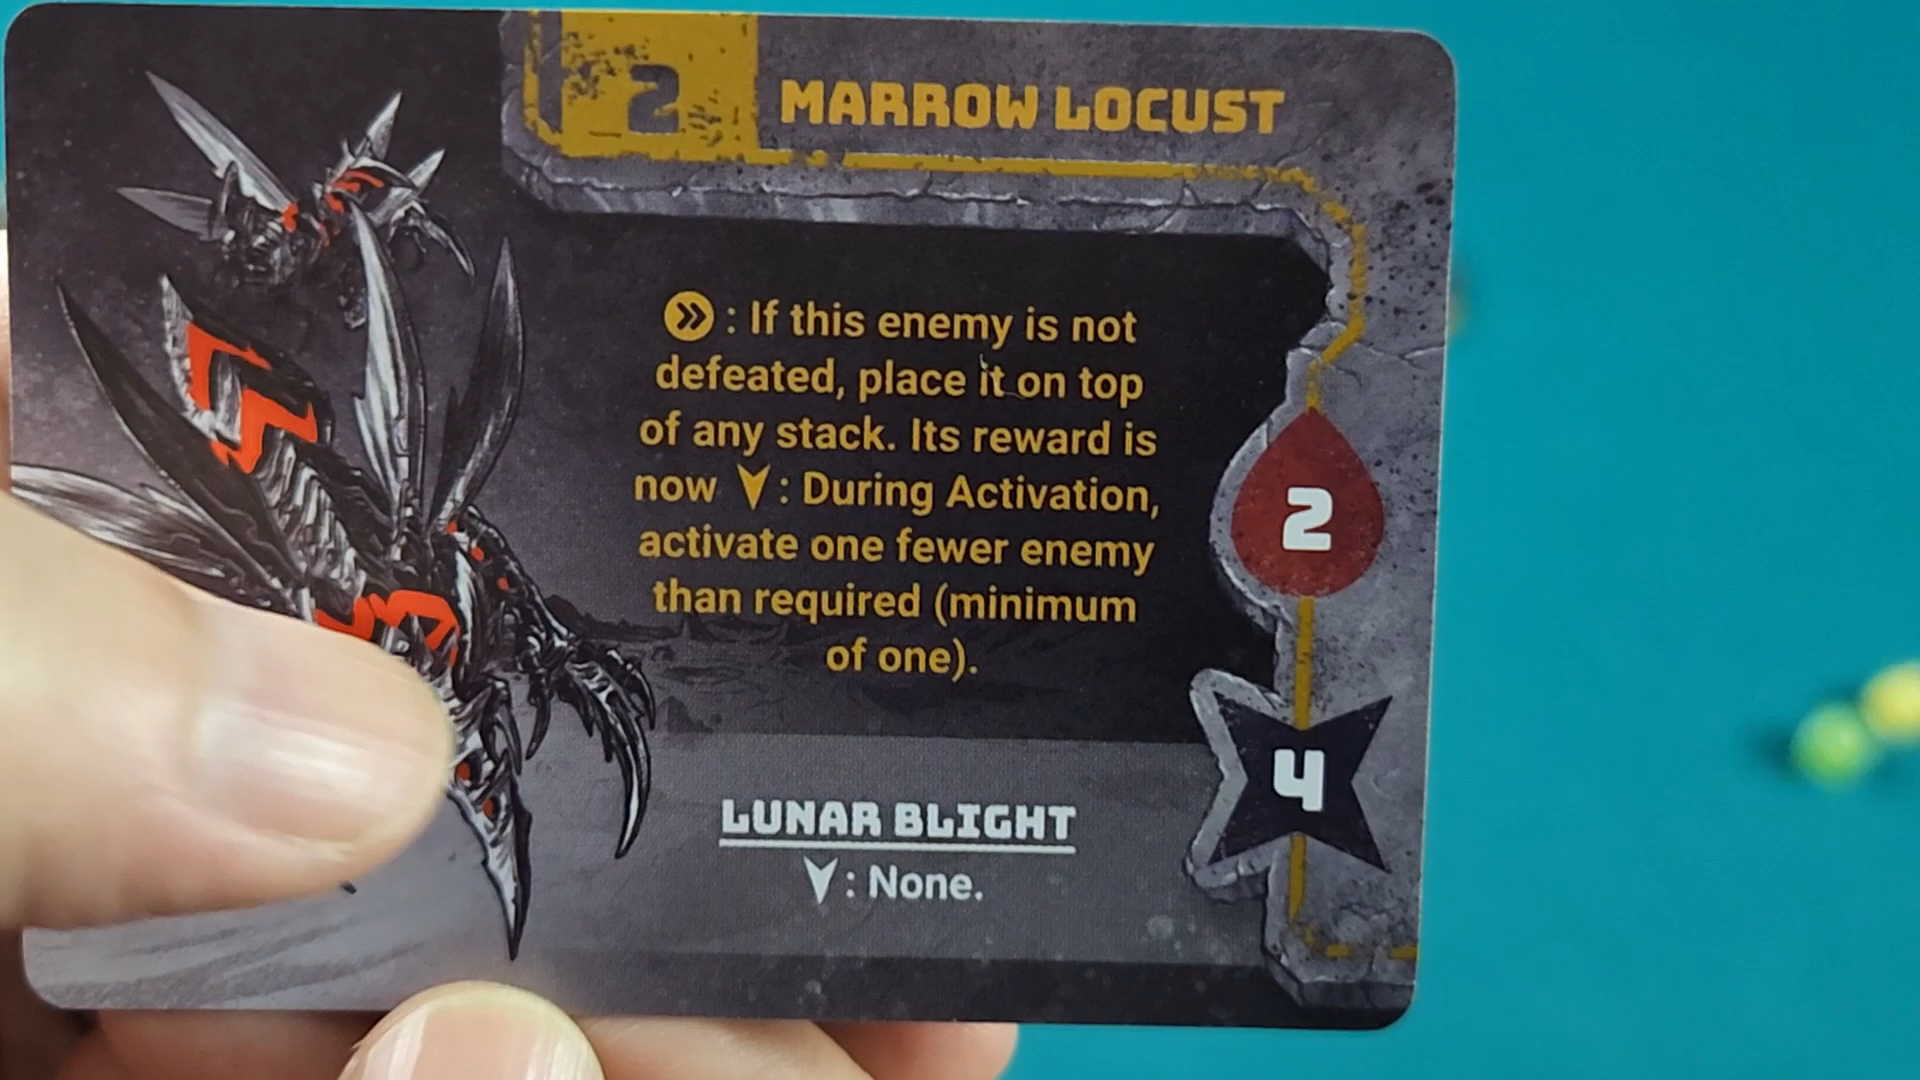 2 MARROW LOCUST
: If this enemy is not
defeated, place it on top
of any stack. Its reward is
now : During Activation,
activate one fewer enemy
than required (minimum
of one).
2
4
LUNAR BLIGHT
: None.